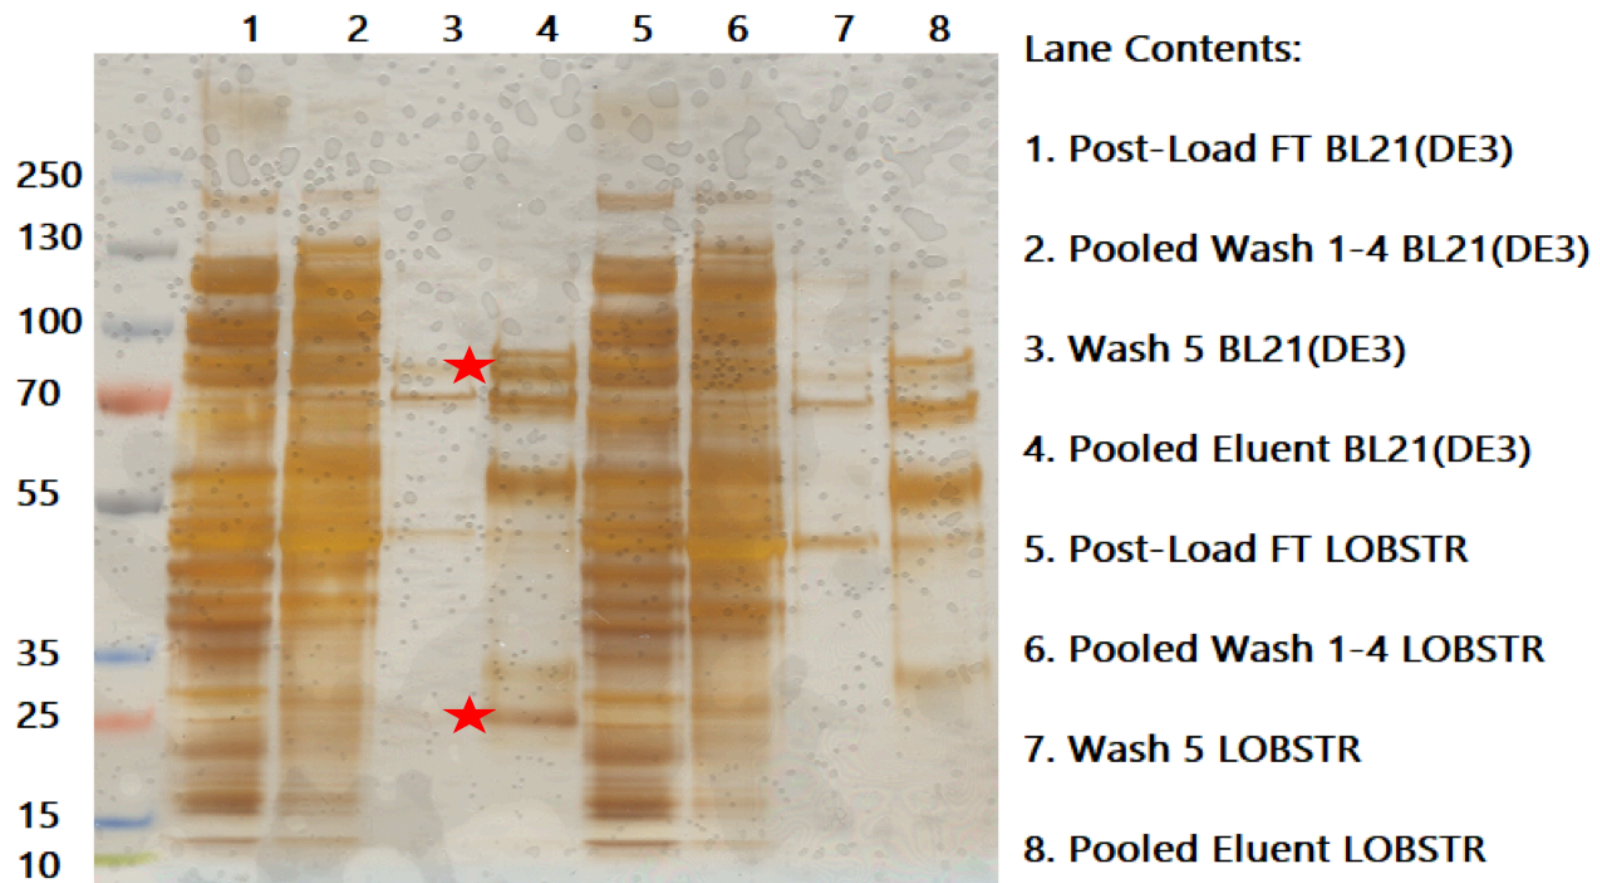 1 2 3 4 5 6 7 8
Lane Contents:
250
130
100
70
55
35
25
15
10
1. Post-Load FT BL21(DE3)
2. Pooled Wash 1-4 BL21(DE3)
3. Wash 5 BL21(DE3)
4. Pooled Eluent BL21(DE3)
5. Post-Load FT LOBSTR
6. Pooled Wash 1-4 LOBSTR
7. Wash 5 LOBSTR
8. Pooled Eluent LOBSTR